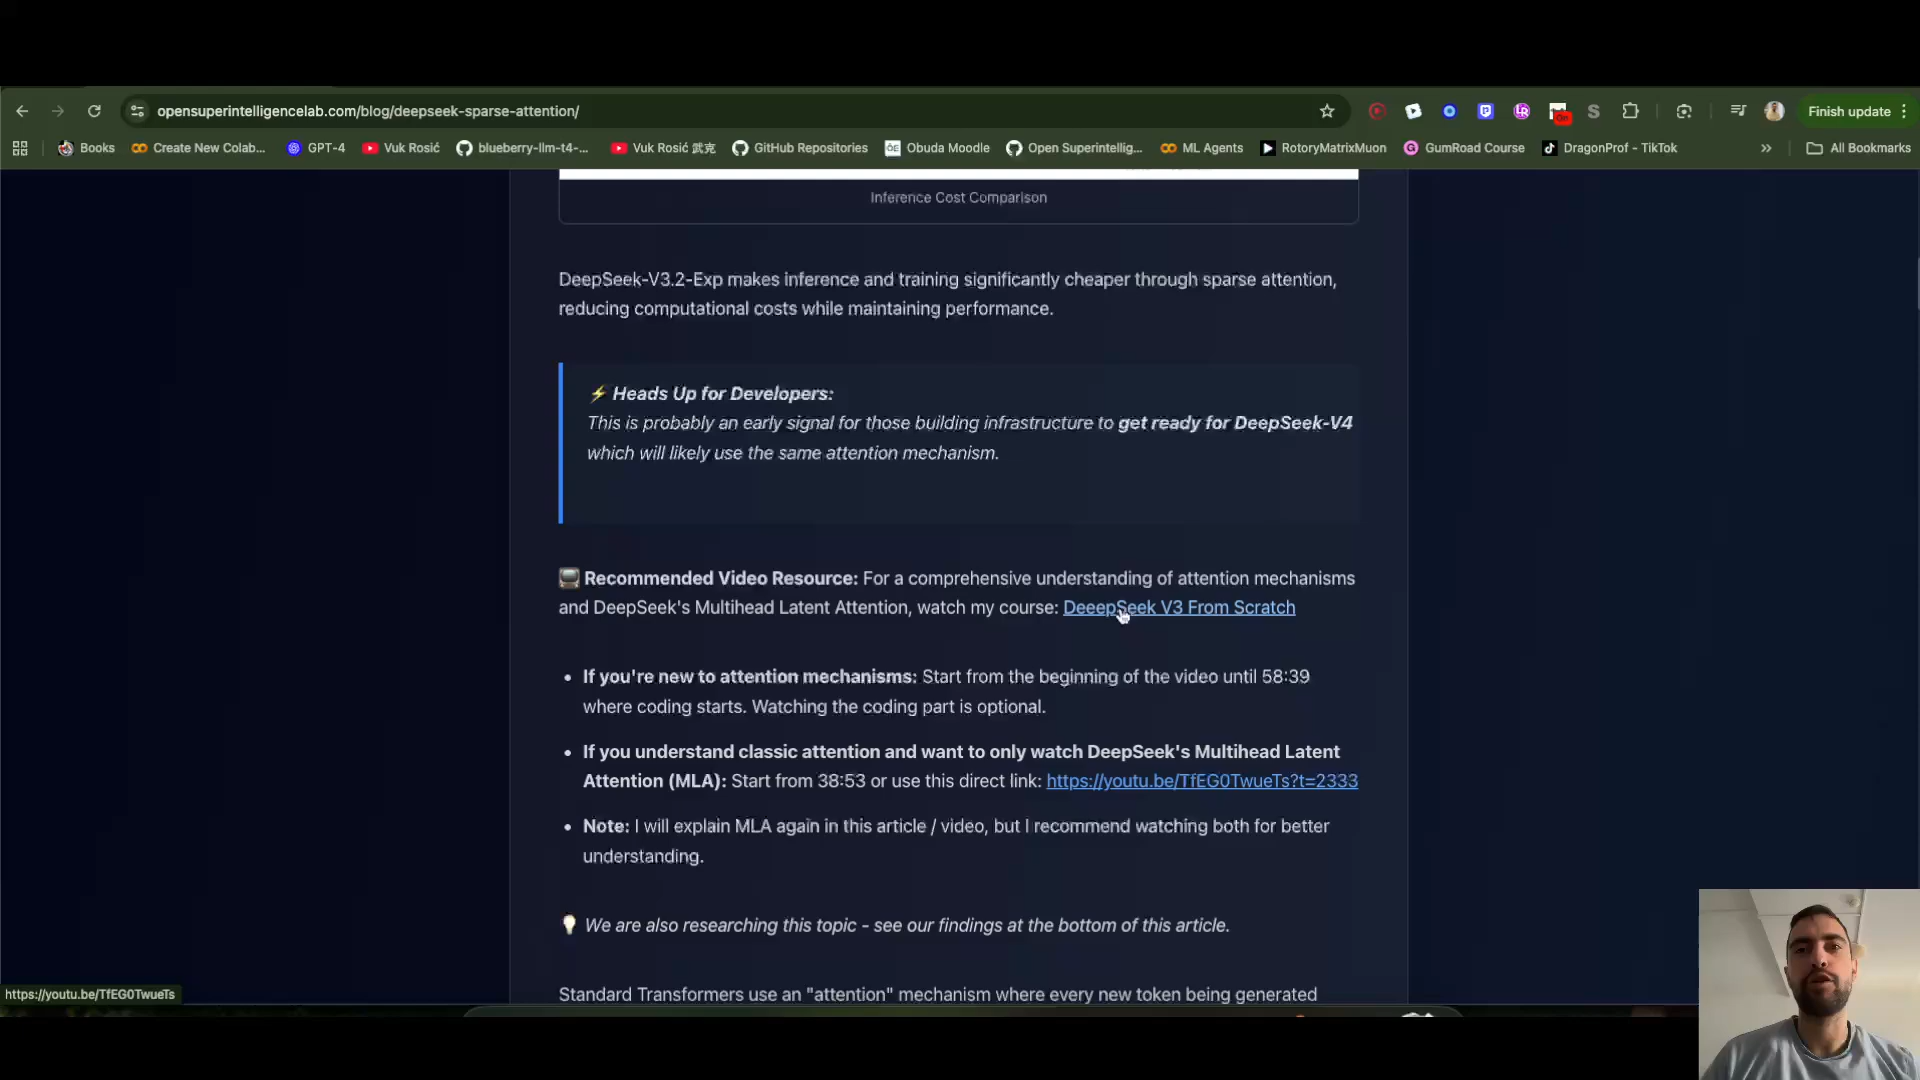 opensuperintelligencelab.com/blog/deepseek-sparse-attention/
Finish update
Books
Create New Colab...
GPT-4
Vuk Rosić
blueberry-llm-t4-...
Vuk Rosić 武克
GitHub Repositories
Obuda Moodle
Open Superintellig...
ML Agents
RotoryMatrixMuon
GumRoad Course
DragonProf - TikTok
All Bookmarks
Inference Cost Comparison
DeepSeek-V3.2-Exp makes inference and training significantly cheaper through sparse attention,
reducing computational costs while maintaining performance.
⚡ Heads Up for Developers:
This is probably an early signal for those building infrastructure to get ready for DeepSeek-V4
which will likely use the same attention mechanism.
📺 Recommended Video Resource: For a comprehensive understanding of attention mechanisms
and DeepSeek's Multihead Latent Attention, watch my course: DeeepSeek V3 From Scratch
• If you're new to attention mechanisms: Start from the beginning of the video until 58:39
where coding starts. Watching the coding part is optional.
• If you understand classic attention and want to only watch DeepSeek's Multihead Latent
Attention (MLA): Start from 38:53 or use this direct link: https://youtu.be/TfEG0TwueTs?t=2333
• Note: I will explain MLA again in this article / video, but I recommend watching both for better
understanding.
💡 We are also researching this topic - see our findings at the bottom of this article.
Standard Transformers use an "attention" mechanism where every new token being generated
https://youtu.be/TfEG0TwueTs